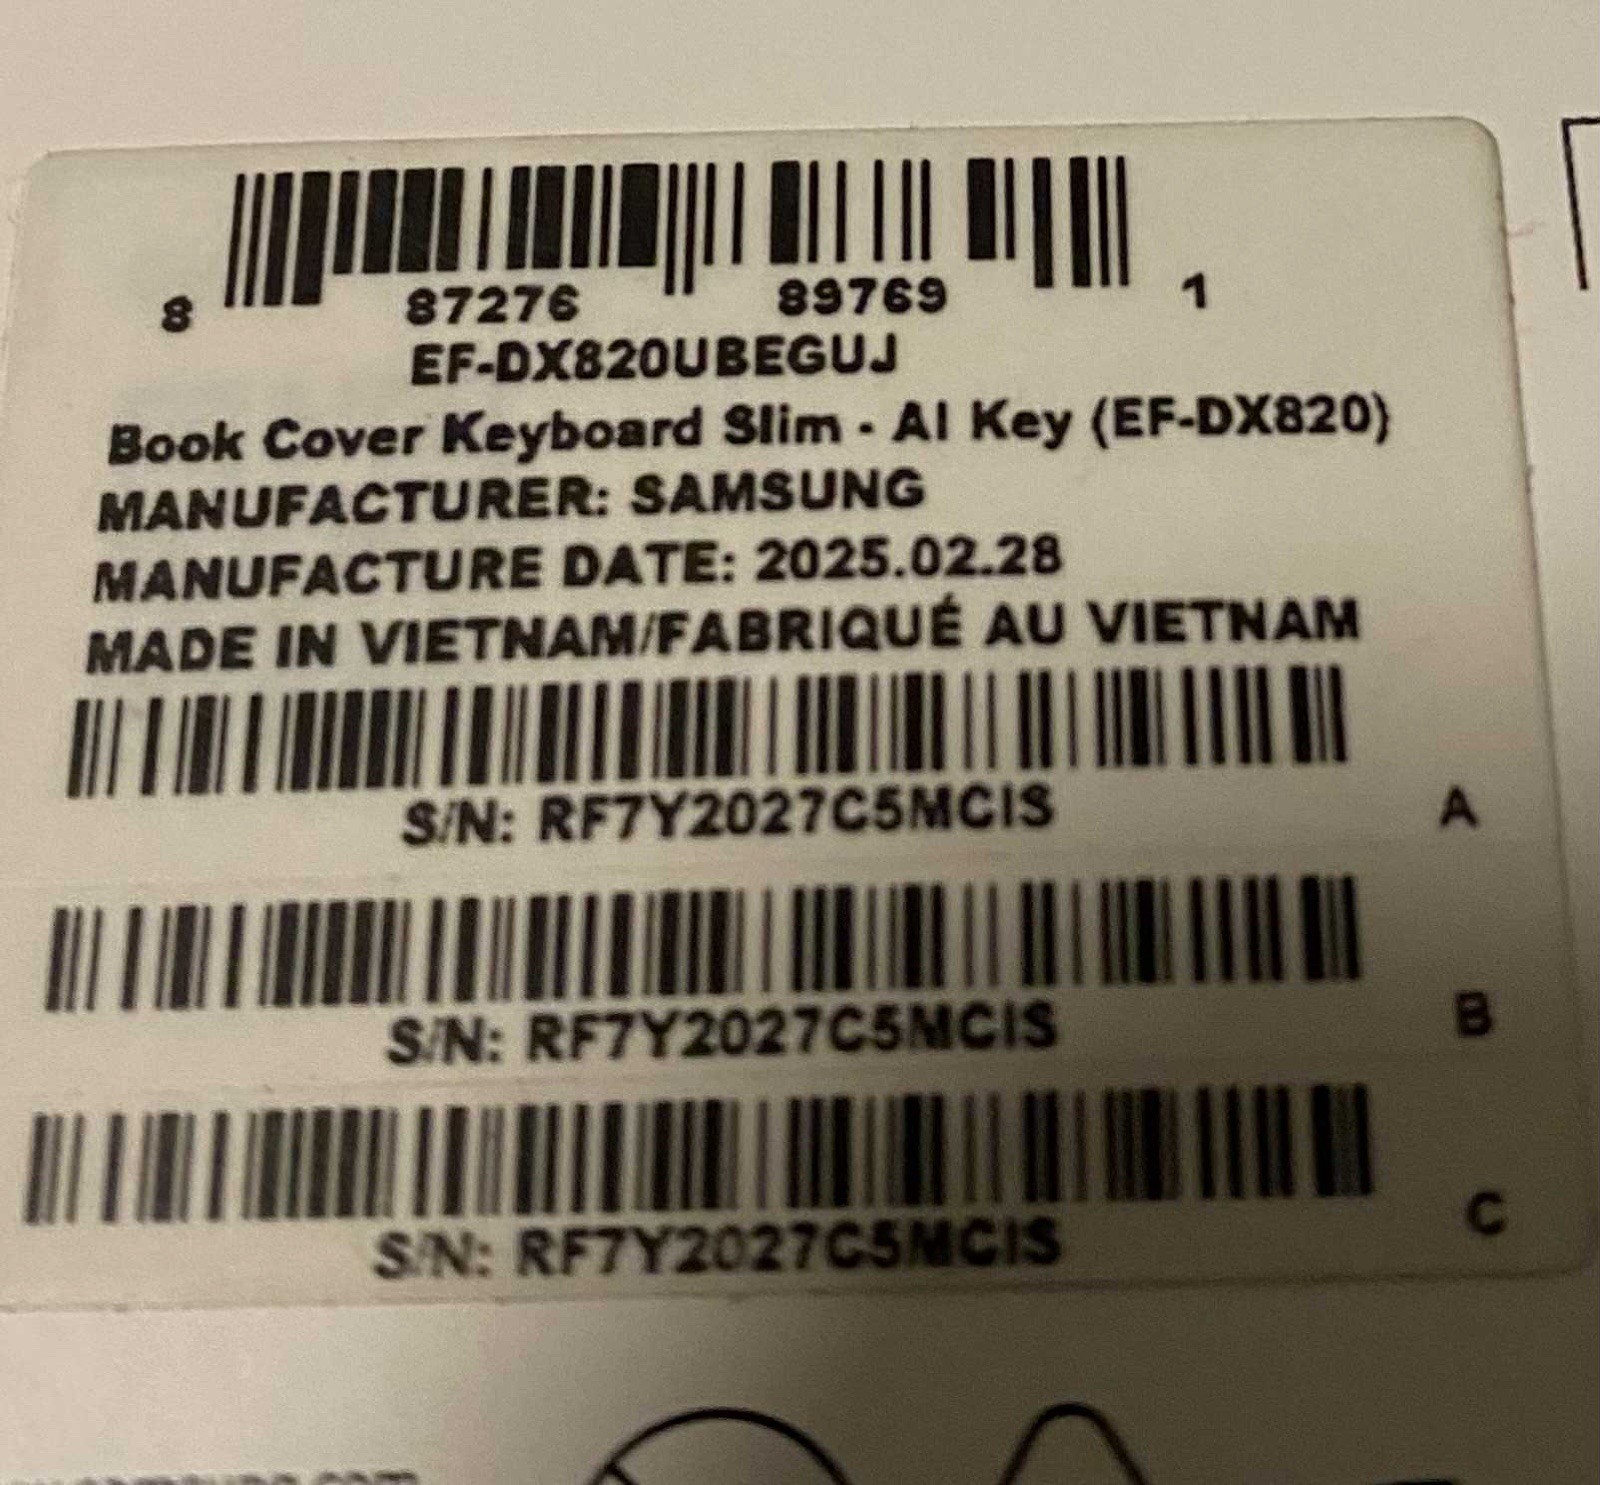 8 87276 89769 1
EF-DX820UBEGUJ
Book Cover Keyboard Slim - AI Key (EF-DX820)
MANUFACTURER: SAMSUNG
MANUFACTURE DATE: 2025.02.28
MADE IN VIETNAM/FABRIQUÉ AU VIETNAM
S/N: RF7Y2027C5MCIS
A
S/N: RF7Y2027C5MCIS
B
S/N: RF7Y2027C5MCIS
C